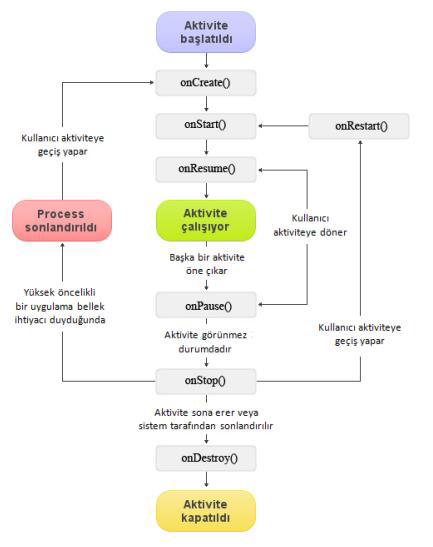 Aktivite
başlatıldı
onCreate()
onStart()
onRestart()
Kullanıcı aktiviteye
geçiş yapar
onResume()
Process
sonlandırıldı
Aktivite
çalışıyor
Kullanıcı
aktiviteye döner
Başka bir aktivite
öne çıkar
Yüksek öncelikli
bir uygulama bellek
ihtiyacı duyduğunda
onPause()
Kullanıcı aktiviteye
geçiş yapar
Aktivite görünmez
durumdadır
onStop()
Aktivite sona erer veya
sistem tarafından sonlandırılır
onDestroy()
Aktivite
kapatıldı